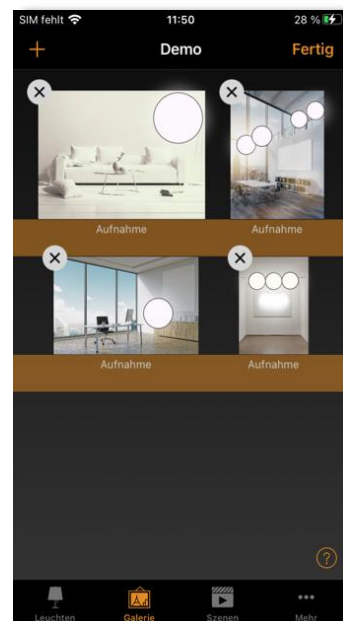 SIM fehlt 11:50 28 %
+ Demo Fertig
Aufnahme Aufnahme
Aufnahme Aufnahme
?
Leuchten Galerie Szenen Mehr